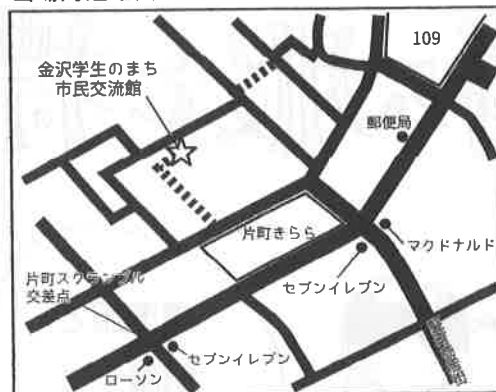 109
金沢学生のまち
市民交流館
郵便局
片町きらら
マクドナルド
セブンイレブン
片町スクランブル
交差点
セブンイレブン
ローソン